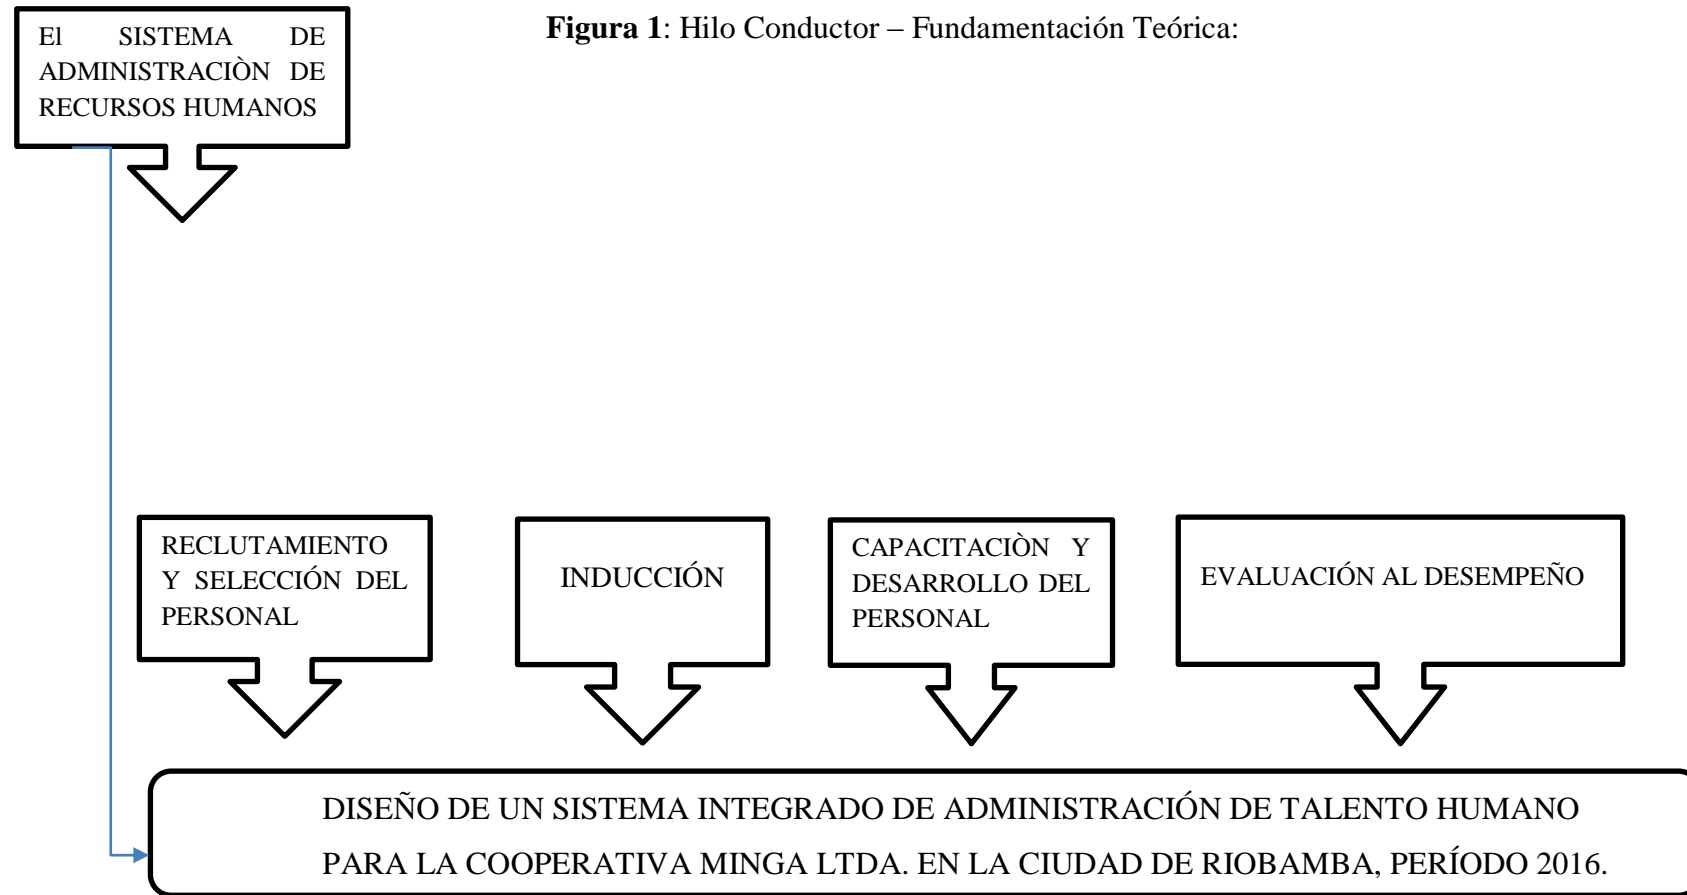 Figura 1: Hilo Conductor – Fundamentación Teórica:
El SISTEMA DE
ADMINISTRACIÒN DE
RECURSOS HUMANOS
RECLUTAMIENTO
Y SELECCIÓN DEL
PERSONAL
INDUCCIÓN
CAPACITACIÒN Y
DESARROLLO DEL
PERSONAL
EVALUACIÓN AL DESEMPEÑO
DISEÑO DE UN SISTEMA INTEGRADO DE ADMINISTRACIÓN DE TALENTO HUMANO
PARA LA COOPERATIVA MINGA LTDA. EN LA CIUDAD DE RIOBAMBA, PERÍODO 2016.